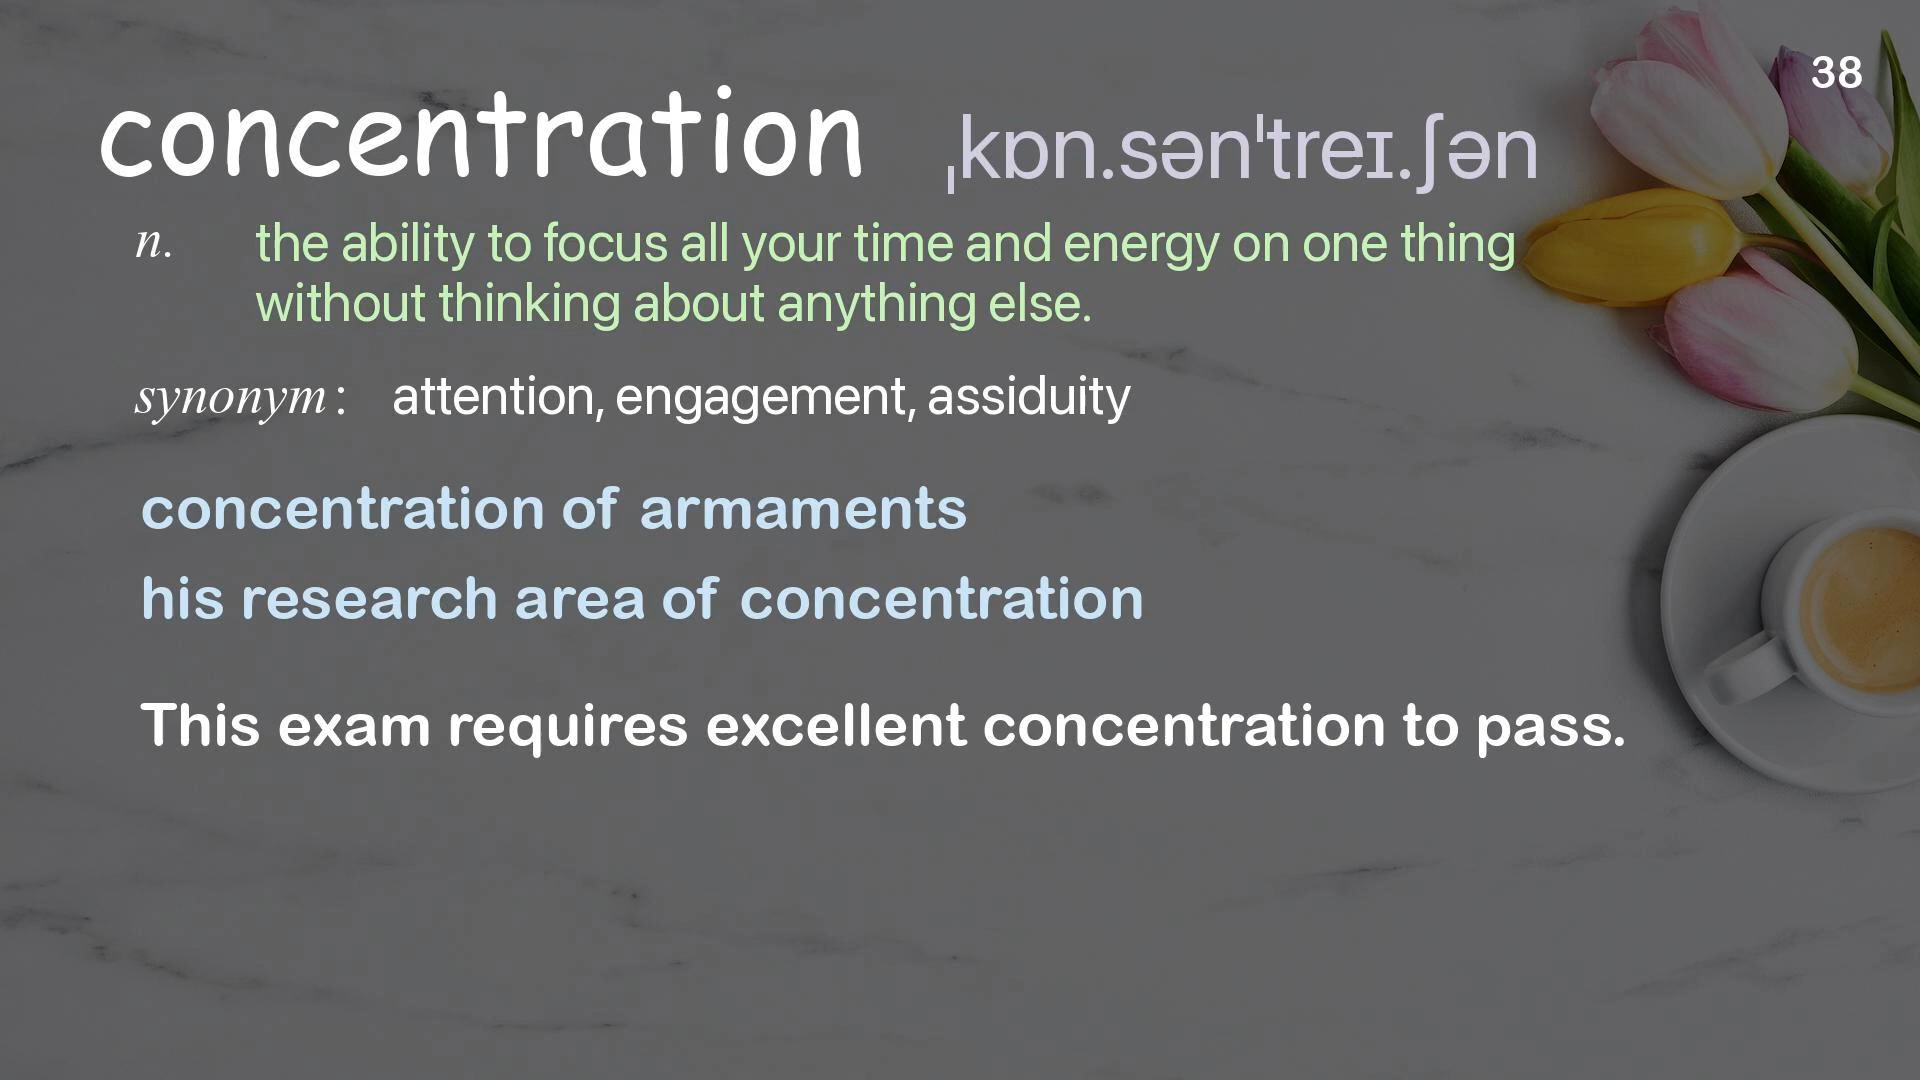 38
concentration ˌkɒn.sənˈtreɪ.ʃən
n. the ability to focus all your time and energy on one thing
without thinking about anything else.
synonym : attention, engagement, assiduity
concentration of armaments
his research area of concentration
This exam requires excellent concentration to pass.